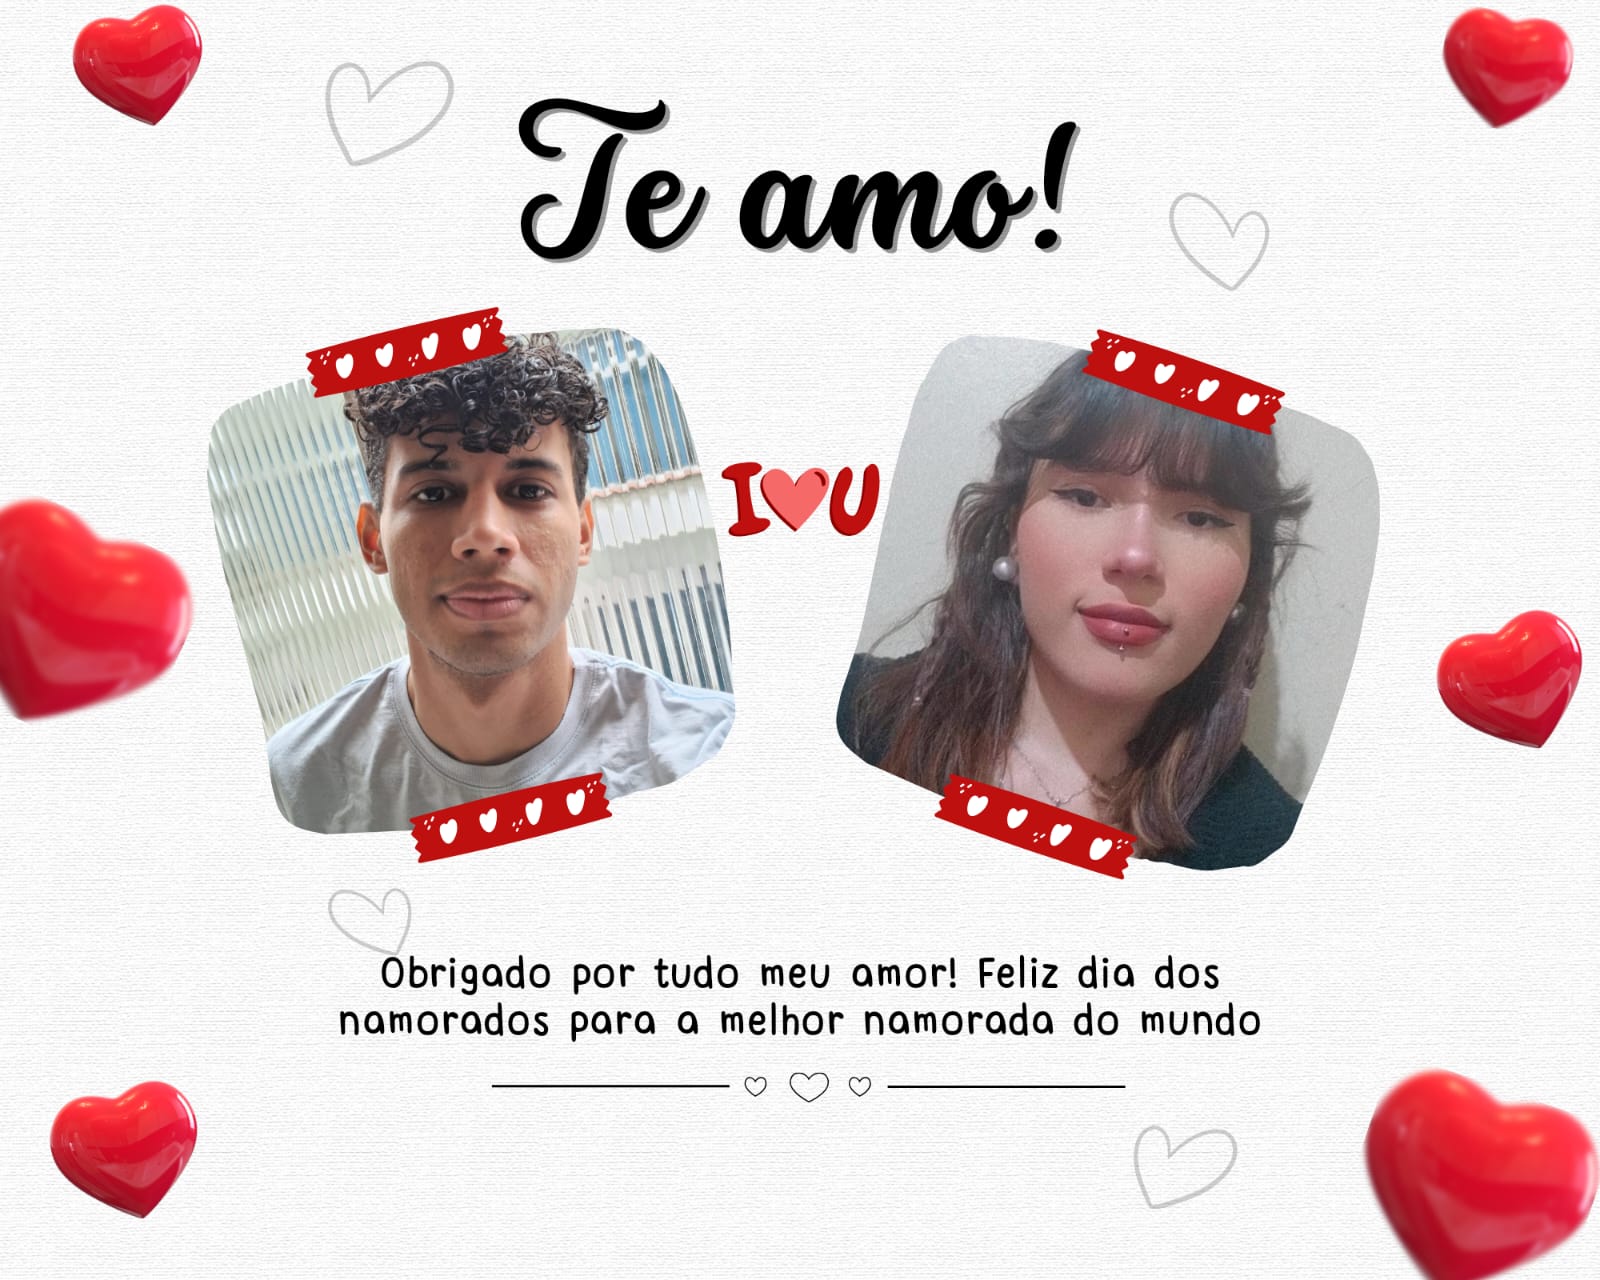 Te amo!
I❤U
Obrigado por tudo meu amor! Feliz dia dos
namorados para a melhor namorada do mundo